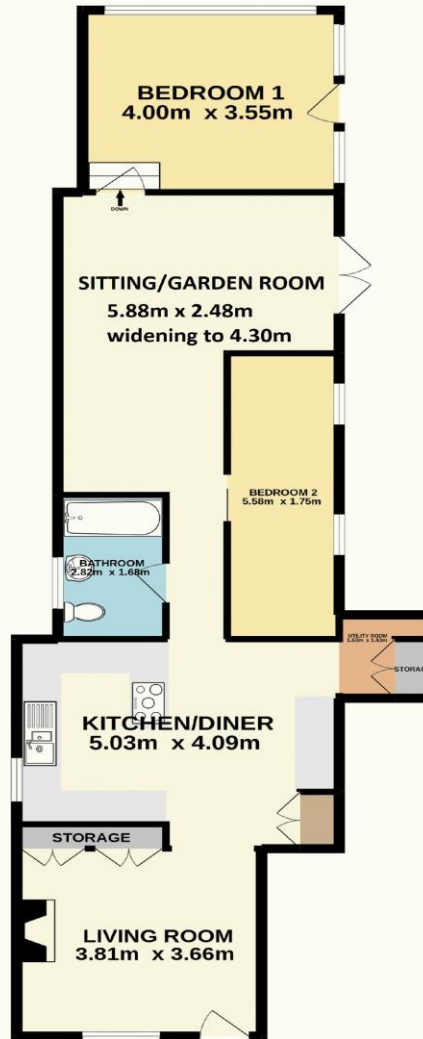 BEDROOM 1
4.00m x 3.55m
DOWN
SITTING/GARDEN ROOM
5.88m x 2.48m
widening to 4.30m
BEDROOM 2
5.58m x 1.75m
BATHROOM
2.82m x 1.68m
UTILITY ROOM
STORAGE
KITCHEN/DINER
5.03m x 4.09m
STORAGE
LIVING ROOM
3.81m x 3.66m